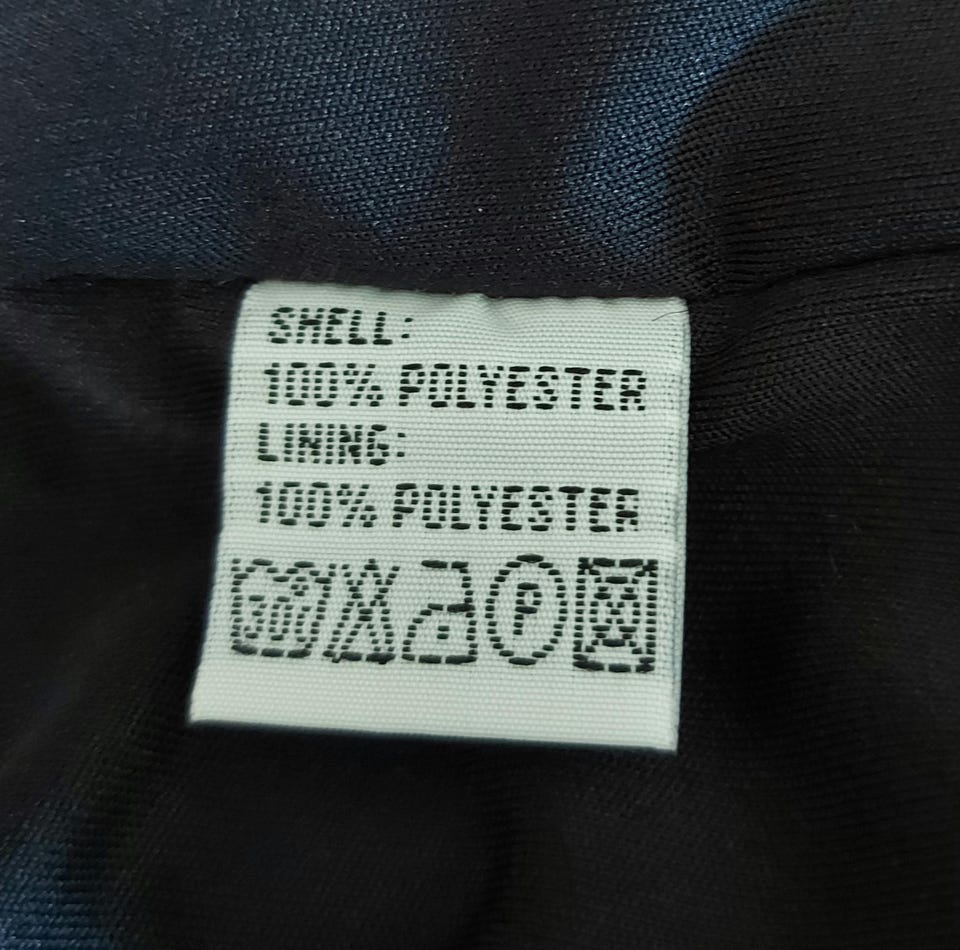 SHELL:
100% POLYESTER
LINING:
100% POLYESTER
P